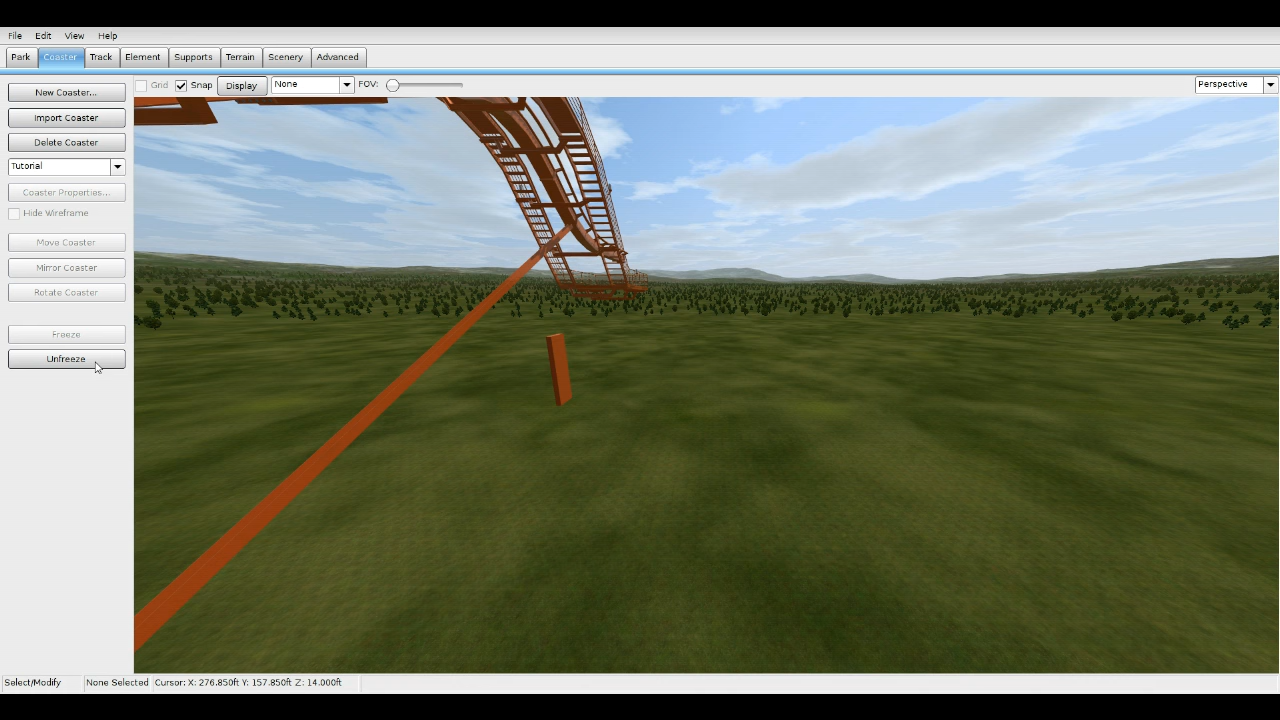 File Edit View Help
Park Coaster Track Element Supports Terrain Scenery Advanced
Grid Snap Display None FOV: Perspective
New Coaster...
Import Coaster
Delete Coaster
Tutorial
Coaster Properties...
Hide Wireframe
Move Coaster
Mirror Coaster
Rotate Coaster
Freeze
Unfreeze
Select/Modify None Selected Cursor: X: 276.850ft Y: 157.850ft Z: 14.000ft